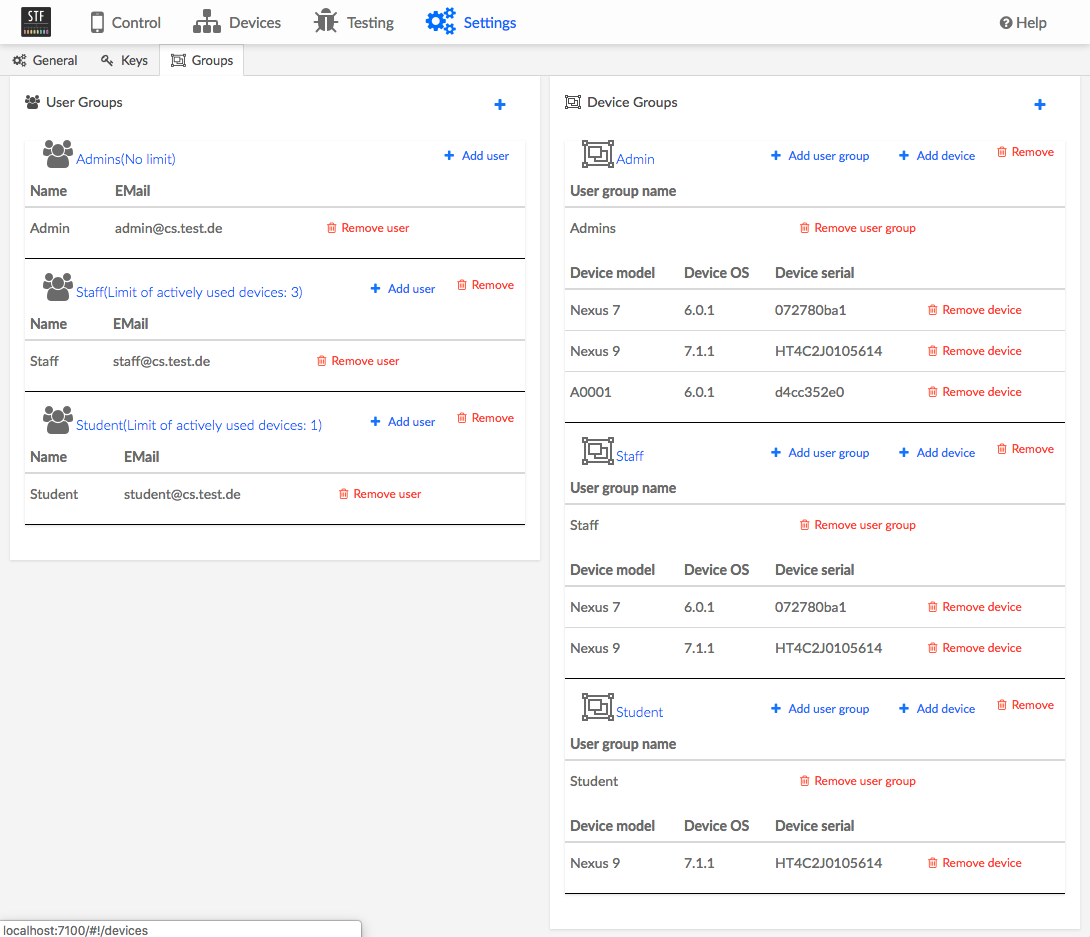 STF Control Devices Testing Settings Help
General Keys Groups
User Groups
Admins(No limit) Add user
Name EMail
Admin admin@cs.test.de Remove user
Staff(Limit of actively used devices: 3) Add user Remove
Name EMail
Staff staff@cs.test.de Remove user
Student(Limit of actively used devices: 1) Add user Remove
Name EMail
Student student@cs.test.de Remove user
Device Groups
Admin Add user group Add device Remove
User group name
Admins Remove user group
Device model Device OS Device serial
Nexus 7 6.0.1 072780ba1 Remove device
Nexus 9 7.1.1 HT4C2J0105614 Remove device
A0001 6.0.1 d4cc352e0 Remove device
Staff Add user group Add device Remove
User group name
Staff Remove user group
Device model Device OS Device serial
Nexus 7 6.0.1 072780ba1 Remove device
Nexus 9 7.1.1 HT4C2J0105614 Remove device
Student Add user group Add device Remove
User group name
Student Remove user group
Device model Device OS Device serial
Nexus 9 7.1.1 HT4C2J0105614 Remove device
localhost:7100/#!/devices